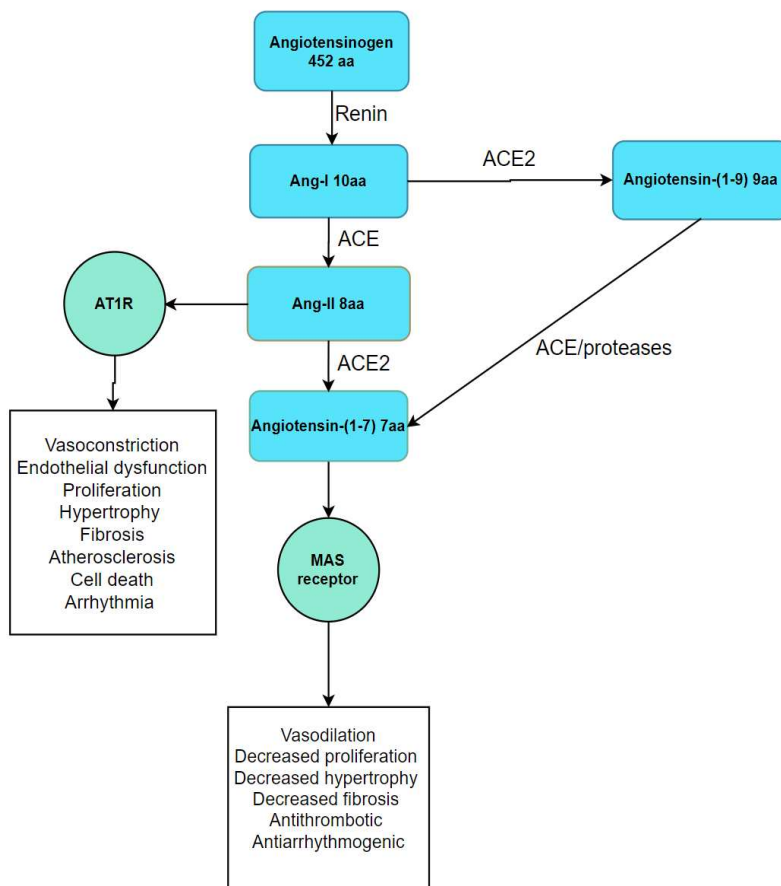 Angiotensinogen
452 aa
Renin
Ang-I 10aa
ACE2
Angiotensin-(1-9) 9aa
ACE
AT1R
Ang-II 8aa
ACE/proteases
ACE2
Angiotensin-(1-7) 7aa
Vasoconstriction
Endothelial dysfunction
Proliferation
Hypertrophy
Fibrosis
Atherosclerosis
Cell death
Arrhythmia
MAS
receptor
Vasodilation
Decreased proliferation
Decreased hypertrophy
Decreased fibrosis
Antithrombotic
Antiarrhythmogenic